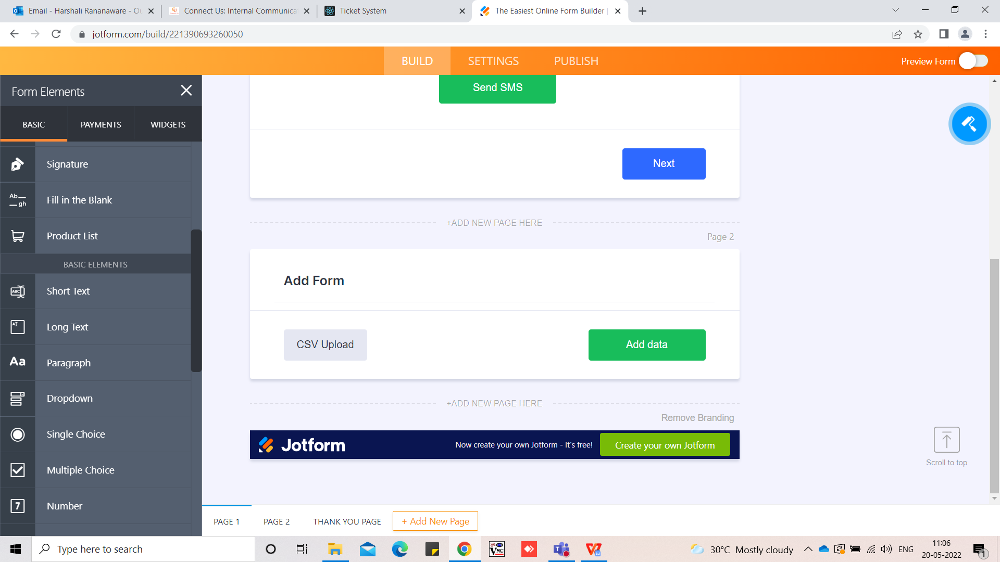 Email - Harshali Rananaware - Ou
Connect Us: Internal Communica
Ticket System
The Easiest Online Form Builder |
jotform.com/build/221390693260050
BUILD
SETTINGS
PUBLISH
Preview Form
Form Elements
BASIC
PAYMENTS
WIDGETS
Signature
Ab
gh
Fill in the Blank
Product List
BASIC ELEMENTS
ABC
Short Text
AI
Long Text
Aa
Paragraph
Dropdown
Single Choice
Multiple Choice
7
Number
Send SMS
Next
+ADD NEW PAGE HERE
Page 2
Add Form
CSV Upload
Add data
+ADD NEW PAGE HERE
Remove Branding
Jotform
Now create your own Jotform - It's free!
Create your own Jotform
Scroll to top
PAGE 1
PAGE 2
THANK YOU PAGE
+ Add New Page
Type here to search
30°C Mostly cloudy
ENG
11:06
20-05-2022
1